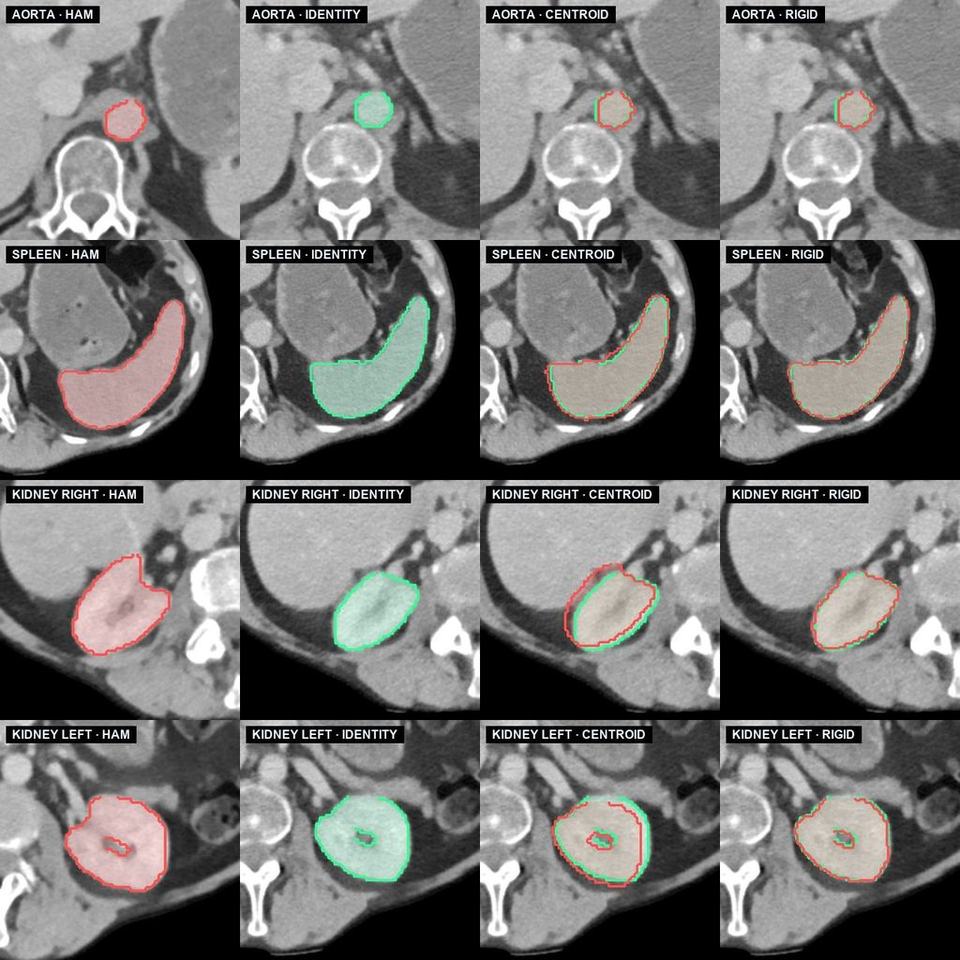 AORTA · HAM
AORTA · IDENTITY
AORTA · CENTROID
AORTA · RIGID
SPLEEN · HAM
SPLEEN · IDENTITY
SPLEEN · CENTROID
SPLEEN · RIGID
KIDNEY RIGHT · HAM
KIDNEY RIGHT · IDENTITY
KIDNEY RIGHT · CENTROID
KIDNEY RIGHT · RIGID
KIDNEY LEFT · HAM
KIDNEY LEFT · IDENTITY
KIDNEY LEFT · CENTROID
KIDNEY LEFT · RIGID